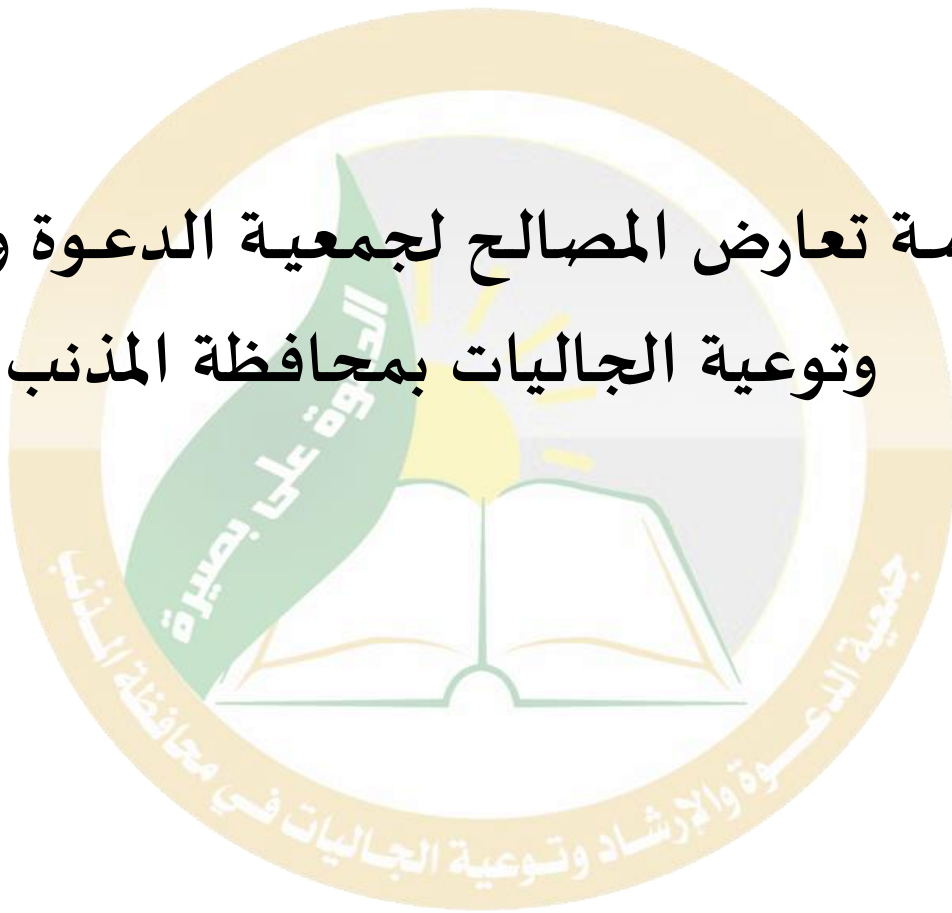 تعارض المصالح لجمعية الدعوة
وتوعية الجاليات بمحافظة المذنب
الدعوة على بصيرة
جمعية الدعوة والإرشاد وتوعية الجاليات في محافظة المذنب